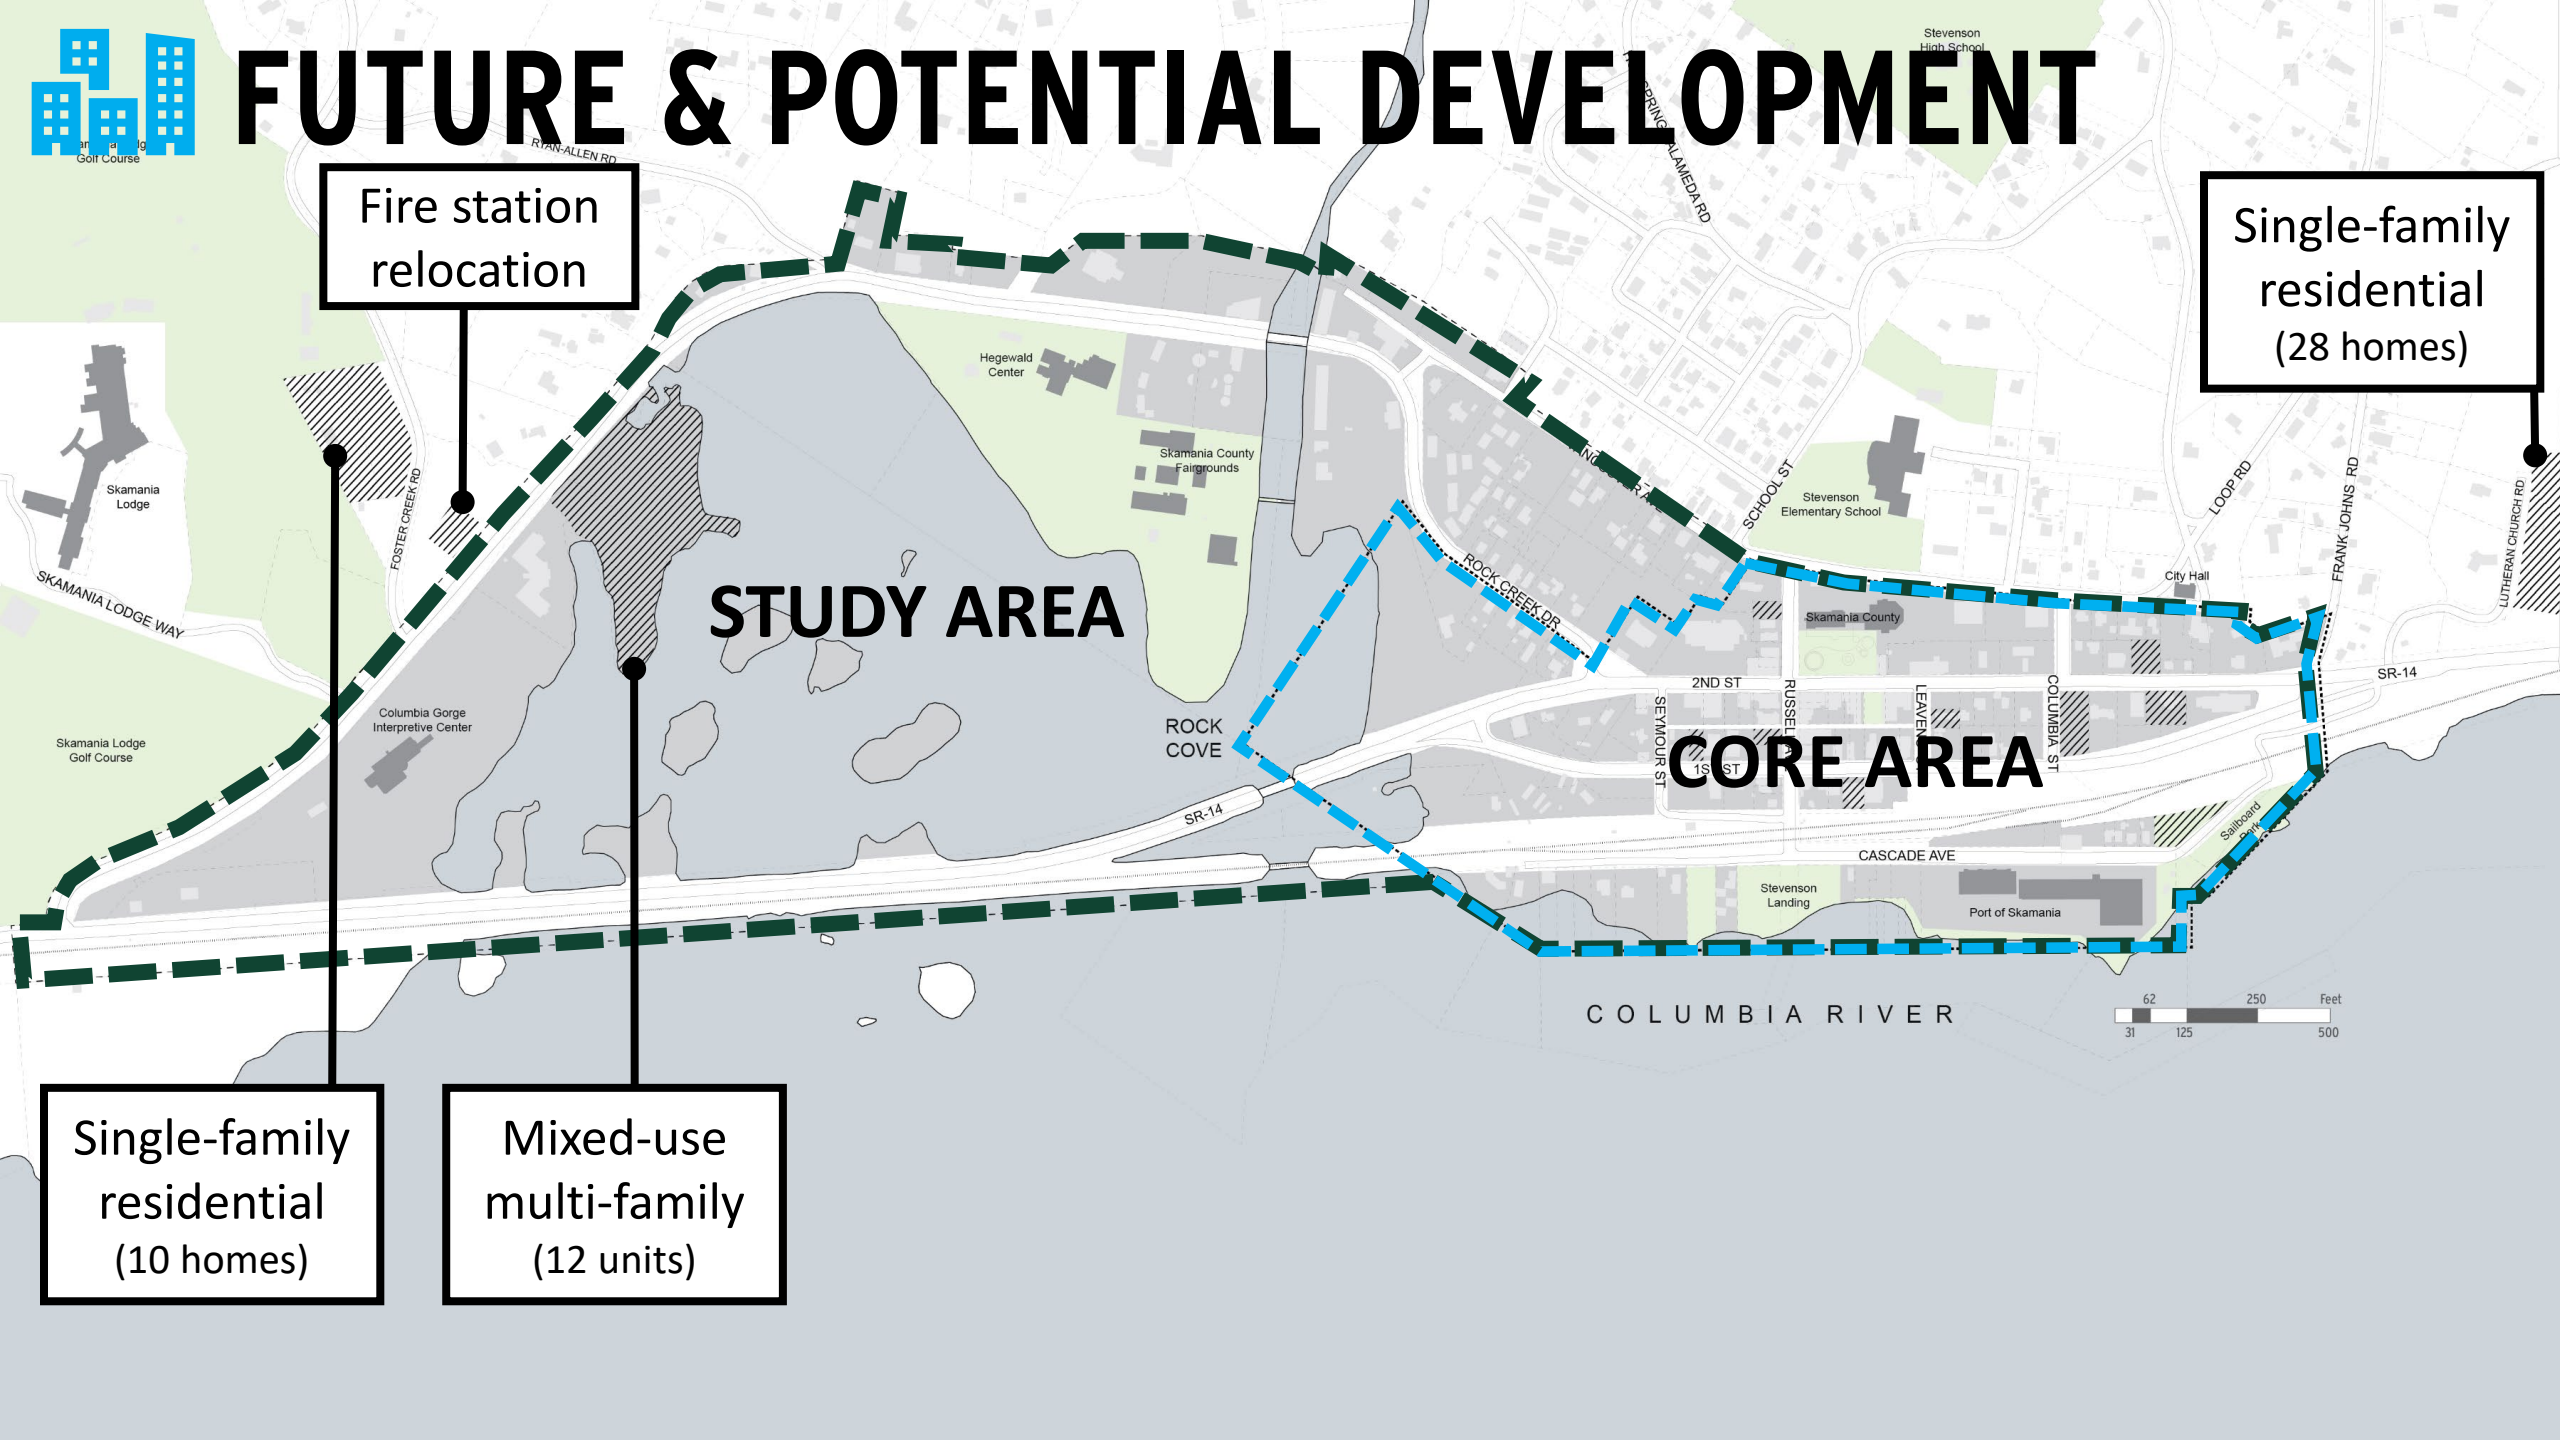 FUTURE & POTENTIAL DEVELOPMENT
Stevenson
High School
Golf Course
RYAN-ALLEN RD
Fire station
relocation
Single-family
residential
(28 homes)
Hegewald
Center
Skamania County
Fairgrounds
Skamania
Lodge
FOSTER CREEK RD
SKAMANIA LODGE WAY
SCHOOL ST
Stevenson
Elementary School
LOOP RD
FRANK JOHNS RD
LUTHERAN CHURCH RD
City Hall
STUDY AREA
ROCK CREEK DR
Skamania County
SR-14
2ND ST
SEYMOUR ST
COLUMBIA ST
Columbia Gorge
Interpretive Center
Skamania Lodge
Golf Course
ROCK
COVE
CORE AREA
1ST ST
SR-14
Sailboard
CASCADE AVE
Stevenson
Landing
Port of Skamania
COLUMBIA RIVER
62 250 Feet
31 125 500
Single-family
residential
(10 homes)
Mixed-use
multi-family
(12 units)